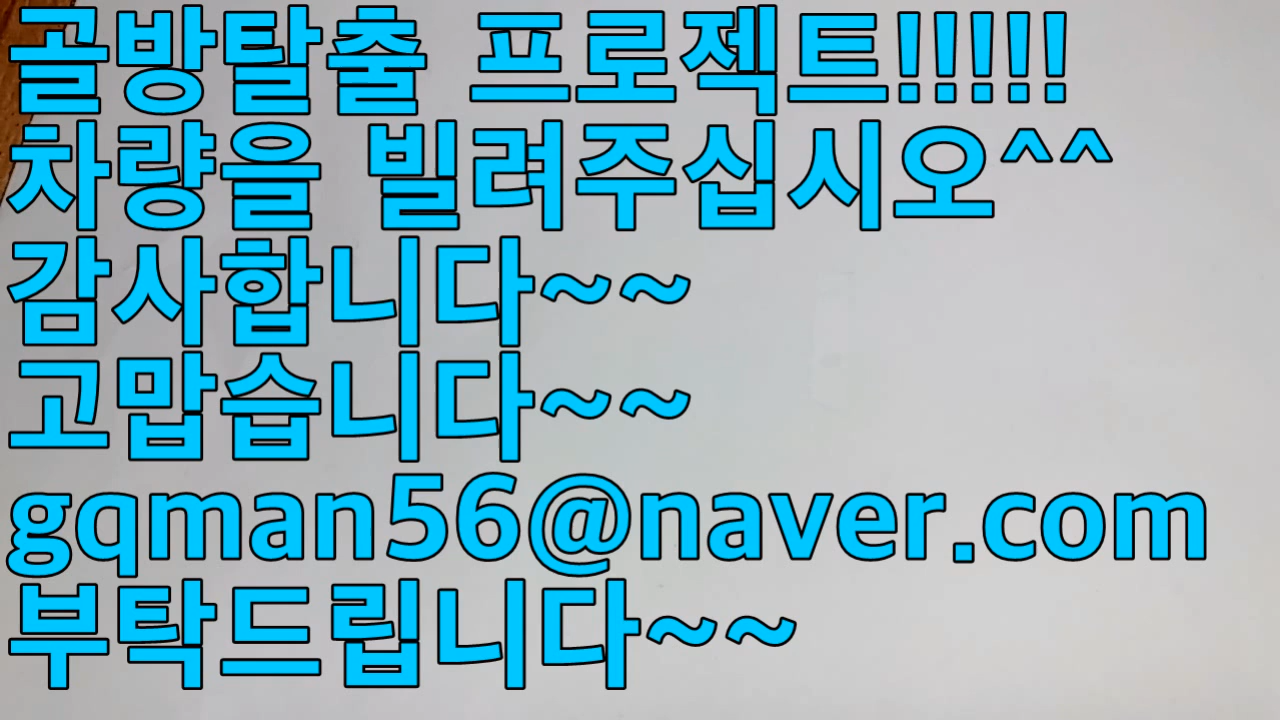 골방탈출 프로젝트!!!!!
차량을 빌려주십시오^^
감사합니다~~
고맙습니다~~
gqman56@naver.com
부탁드립니다~~